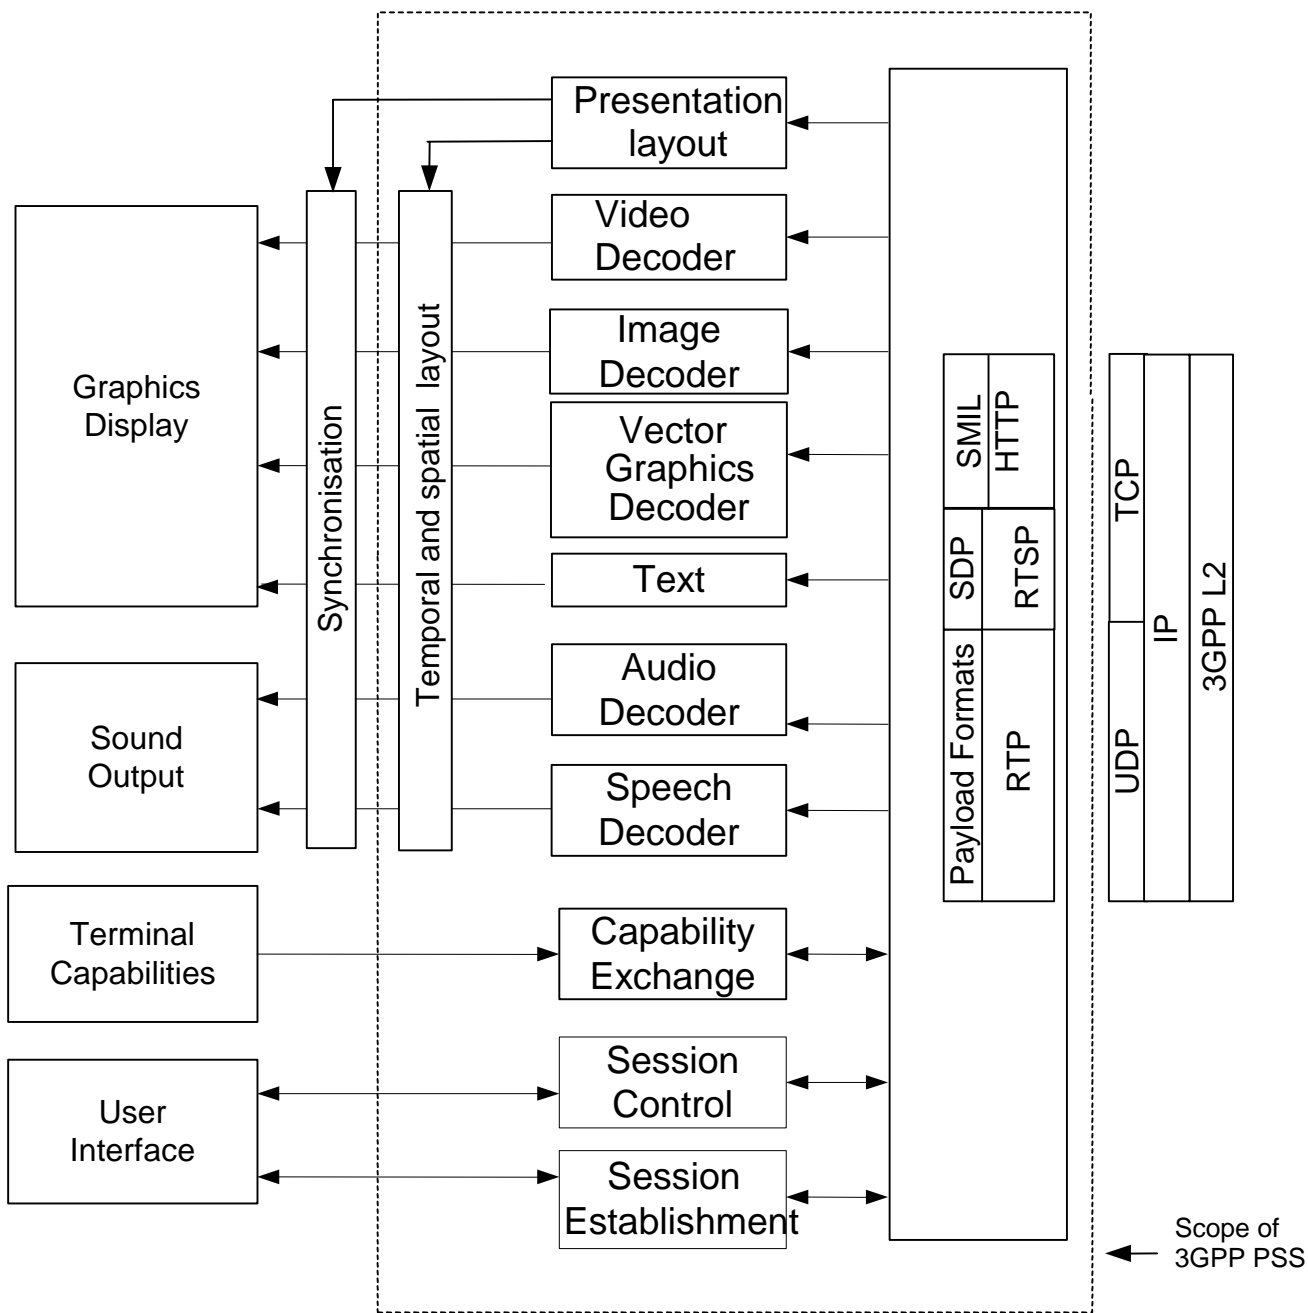 Presentation
layout
Video
Decoder
Image
Decoder
Vector
Graphics
Decoder
Text
Audio
Decoder
Speech
Decoder
Capability
Exchange
Session
Control
Session
Establishment
Graphics
Display
Sound
Output
Terminal
Capabilities
User
Interface
Synchronisation
Temporal and spatial layout
SMIL
HTTP
SDP
RTSP
Payload Formats
RTP
TCP
UDP
IP
3GPP L2
Scope of
3GPP PSS